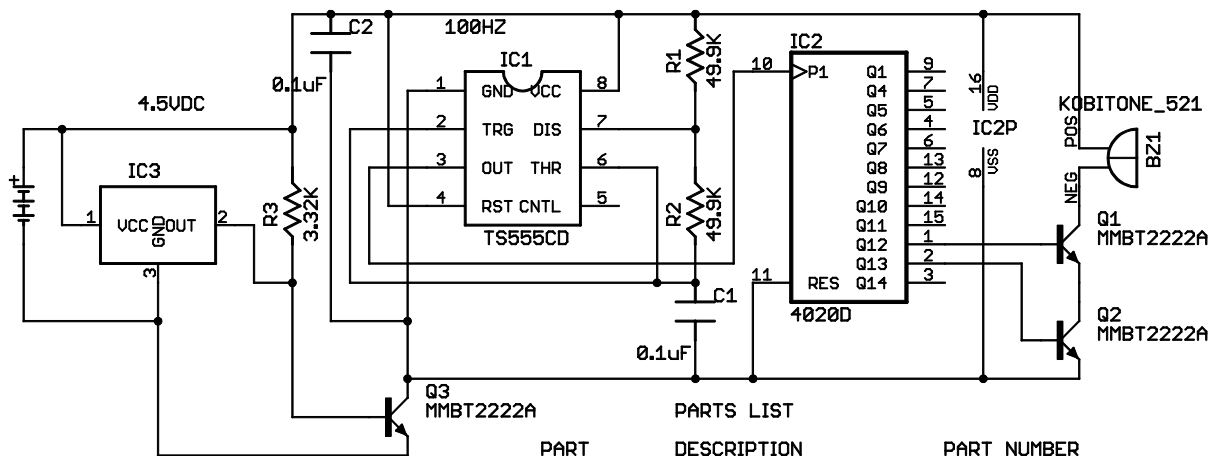 C2
100HZ
IC1
0.1uF
R1
49.9K
IC2
4.5VDC
1 GND VCC 8
2 TRG DIS 7
3 OUT THR 6
4 RST CNTL 5
TS555CD
10 P1
Q1 9
Q4 7
Q5 5
Q6 4
Q7 6
Q8 13
Q9 12
Q10 14
Q11 15
Q12 1
Q13 2
Q14 3
11 RES
4020D
16 VDD
IC2P
8 VSS
KOBITONE_521
POS
NEG
BZ1
+
IC3
1 VCC GND OUT 2
3
R3
3.32K
R2
49.9K
C1
0.1uF
Q1
MMBT2222A
Q2
MMBT2222A
Q3
MMBT2222A
PARTS LIST
PART DESCRIPTION PART NUMBER